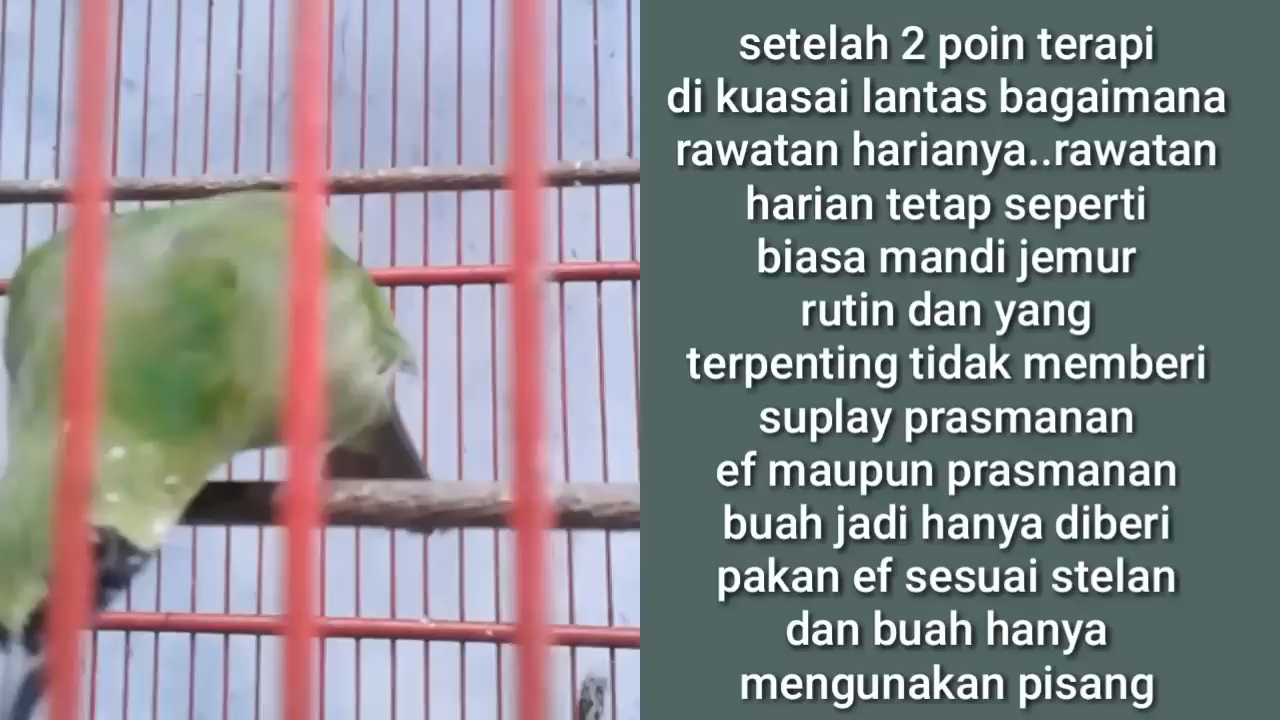 setelah 2 poin terapi
di kuasai lantas bagaimana
rawatan harianya..rawatan
harian tetap seperti
biasa mandi jemur
rutin dan yang
terpenting tidak memberi
suplay prasmanan
ef maupun prasmanan
buah jadi hanya diberi
pakan ef sesuai stelan
dan buah hanya
mengunakan pisang